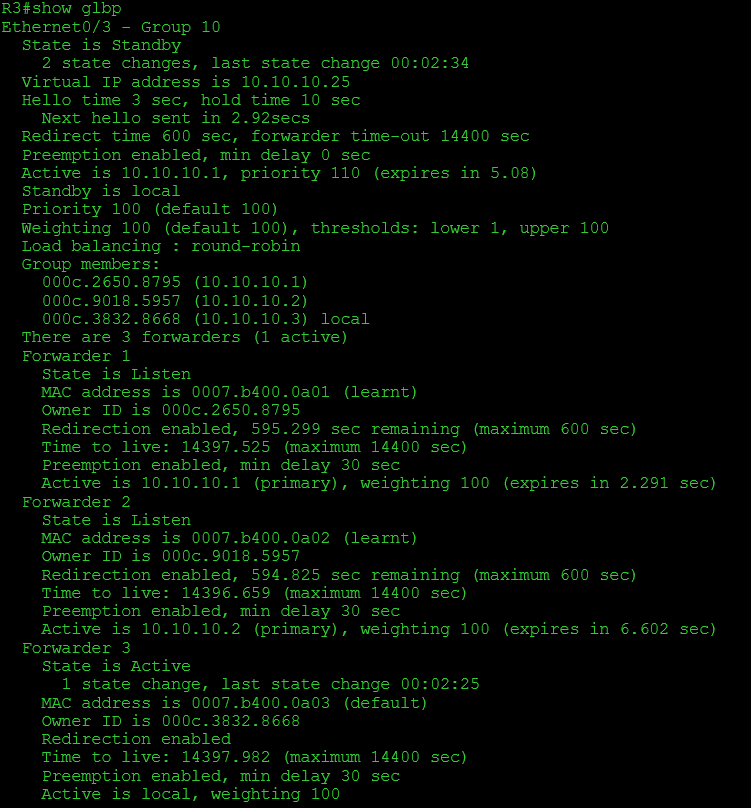 R3#show glbp
Ethernet0/3 - Group 10
State is Standby
2 state changes, last state change 00:02:34
Virtual IP address is 10.10.10.25
Hello time 3 sec, hold time 10 sec
Next hello sent in 2.92secs
Redirect time 600 sec, forwarder time-out 14400 sec
Preemption enabled, min delay 0 sec
Active is 10.10.10.1, priority 110 (expires in 5.08)
Standby is local
Priority 100 (default 100)
Weighting 100 (default 100), thresholds: lower 1, upper 100
Load balancing : round-robin
Group members:
000c.2650.8795 (10.10.10.1)
000c.9018.5957 (10.10.10.2)
000c.3832.8668 (10.10.10.3) local
There are 3 forwarders (1 active)
Forwarder 1
State is Listen
MAC address is 0007.b400.0a01 (learnt)
Owner ID is 000c.2650.8795
Redirection enabled, 595.299 sec remaining (maximum 600 sec)
Time to live: 14397.525 (maximum 14400 sec)
Preemption enabled, min delay 30 sec
Active is 10.10.10.1 (primary), weighting 100 (expires in 2.291 sec)
Forwarder 2
State is Listen
MAC address is 0007.b400.0a02 (learnt)
Owner ID is 000c.9018.5957
Redirection enabled, 594.825 sec remaining (maximum 600 sec)
Time to live: 14396.659 (maximum 14400 sec)
Preemption enabled, min delay 30 sec
Active is 10.10.10.2 (primary), weighting 100 (expires in 6.602 sec)
Forwarder 3
State is Active
1 state change, last state change 00:02:25
MAC address is 0007.b400.0a03 (default)
Owner ID is 000c.3832.8668
Redirection enabled
Time to live: 14397.982 (maximum 14400 sec)
Preemption enabled, min delay 30 sec
Active is local, weighting 100